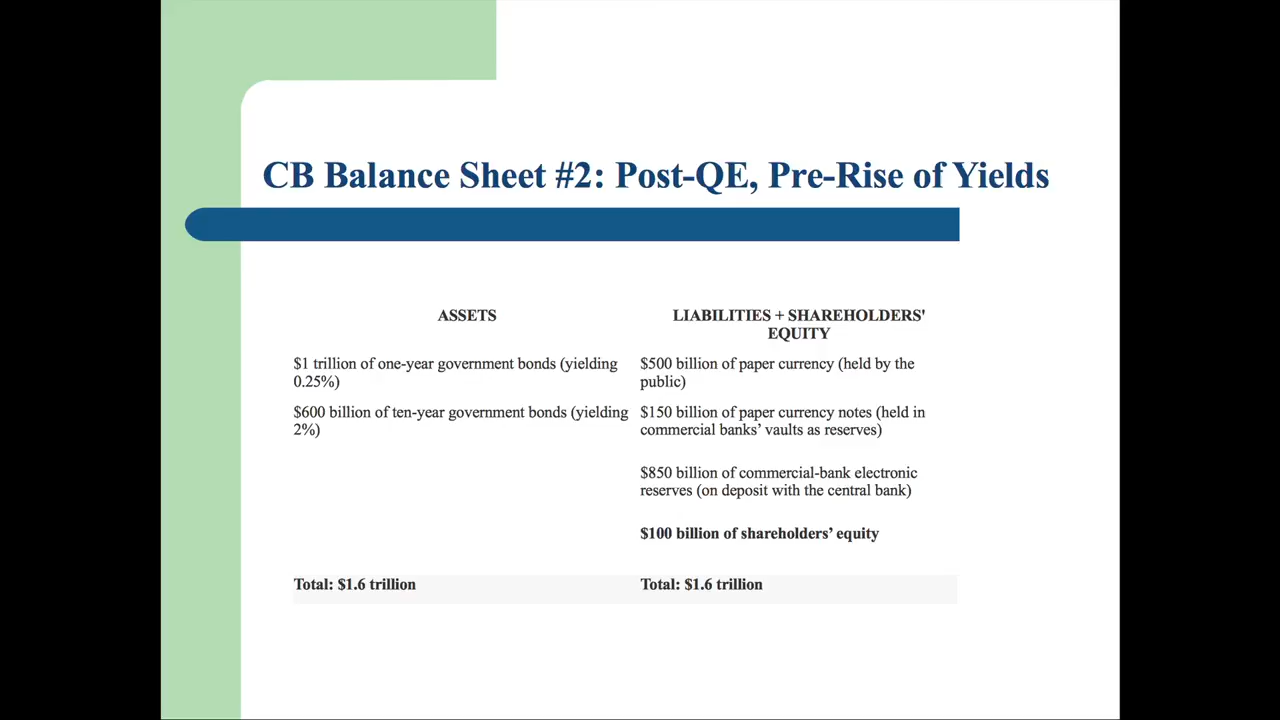 CB Balance Sheet #2: Post-QE, Pre-Rise of Yields
ASSETS
LIABILITIES + SHAREHOLDERS'
EQUITY
$1 trillion of one-year government bonds (yielding
0.25%)
$500 billion of paper currency (held by the
public)
$600 billion of ten-year government bonds (yielding
2%)
$150 billion of paper currency notes (held in
commercial banks’ vaults as reserves)
$850 billion of commercial-bank electronic
reserves (on deposit with the central bank)
$100 billion of shareholders’ equity
Total: $1.6 trillion
Total: $1.6 trillion